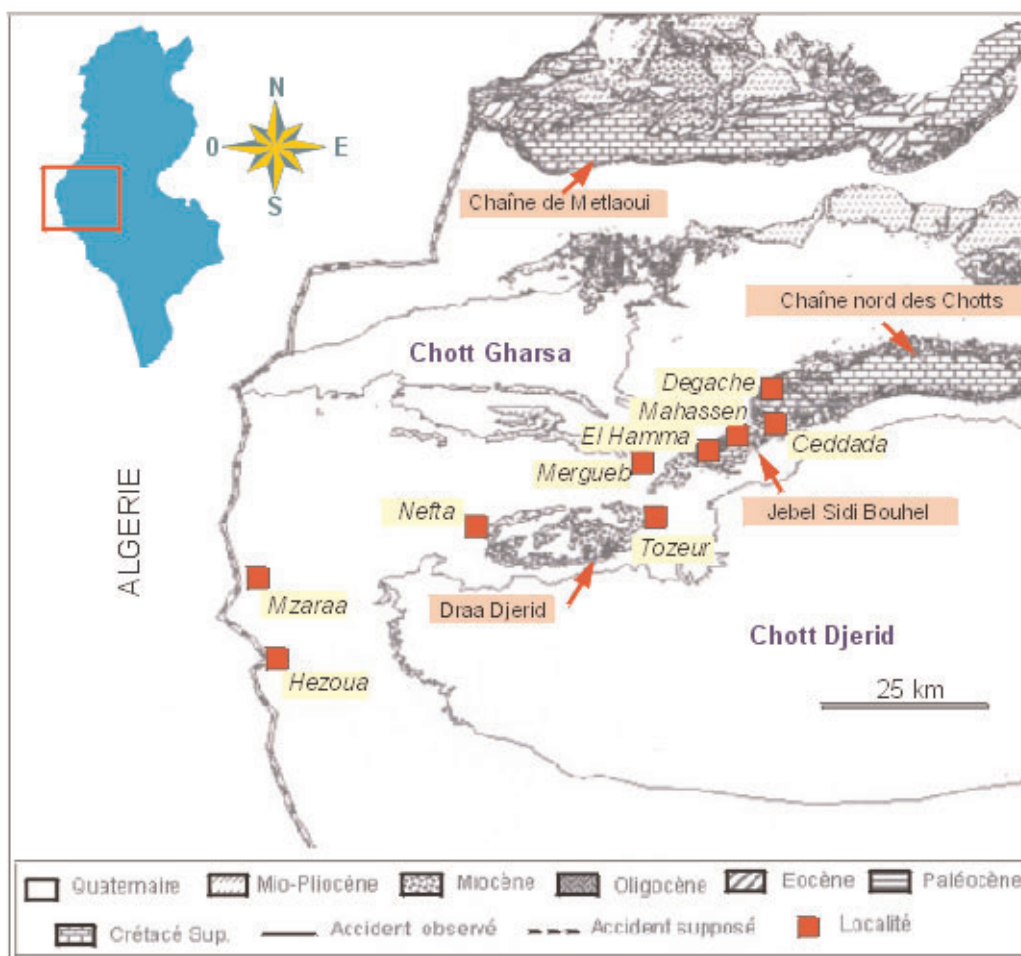 N
O E
S
Chaîne de Metlaoui
Chaîne nord des Chotts
Chott Gharsa
Degache
Mahassen
El Hamma
Ceddada
Mergueb
Nefta
Jebel Sidi Bouhel
Tozeur
ALGERIE
Mzaraa
Draa Djerid
Chott Djerid
Hezoua
25 km
Quaternaire Mio-Pliocéne Miocène Oligocène Eocène Paléocène
Crétacé Sup. Accident observé Accident supposé Localité